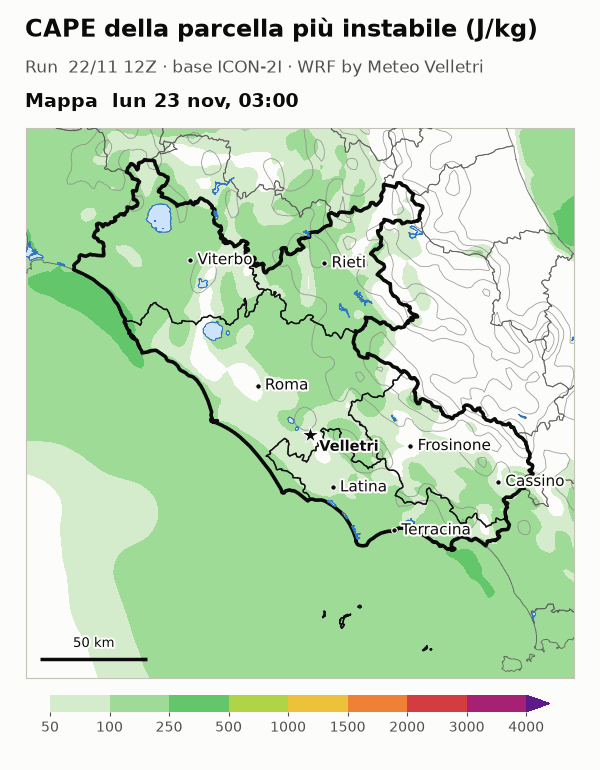 CAPE della parcella più instabile (J/kg)
Run  22/11 12Z · base ICON-2I · WRF by Meteo Velletri
Mappa  lun 23 nov, 03:00
Viterbo
Rieti
Roma
Velletri
Frosinone
Cassino
Latina
Terracina
50 km
50 100 250 500 1000 1500 2000 3000 4000